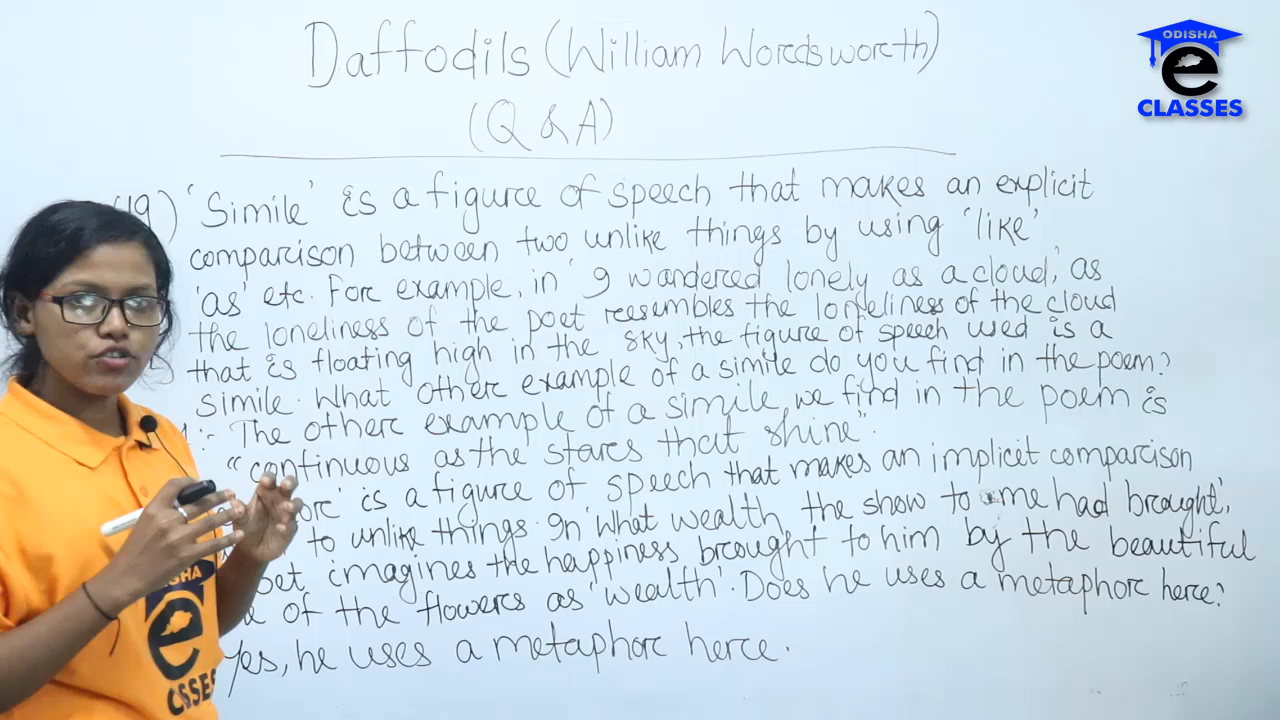 Daffodils (William Wordsworth)
(Q & A)
ODISHA
e
CLASSES
19) 'Simile' is a figure of speech that makes an explicit
comparison between two unlike things by using 'like'
'as' etc. For example, in 'I wandered lonely as a cloud,' as
the loneliness of the poet resembles the loneliness of the cloud
that is floating high in the sky, the figure of speech used is a
simile. What other example of a simile do you find in the poem?
:- The other example of a simile, we find in the poem is
"continuous as the stars that shine".
is a figure of speech that makes an implicit comparison
to unlike things. In 'What wealth the show to me had brought',
imagines the happiness brought to him by the beautiful
of the flowers as 'wealth'. Does he uses a metaphor here?
Yes, he uses a metaphor here.
e